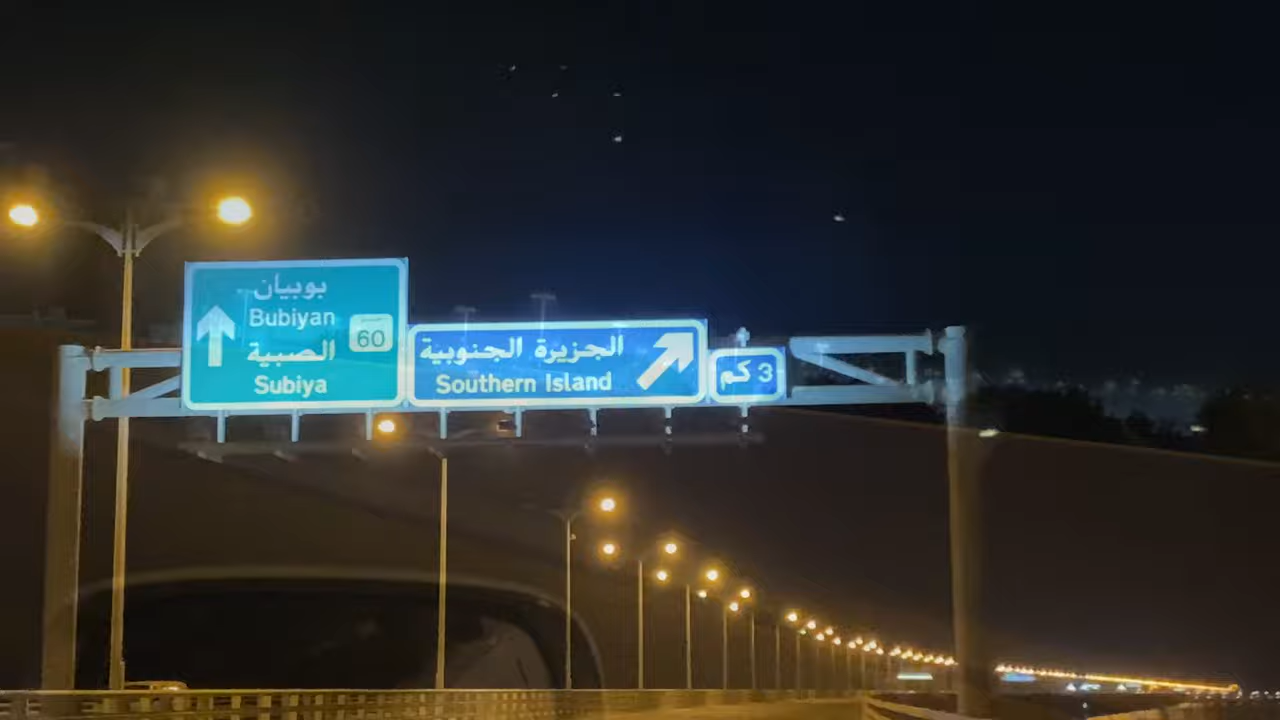 بوبيان
Bubiyan
60
الصبية
Subiya
الجزيرة الجنوبية
Southern Island
3 كم